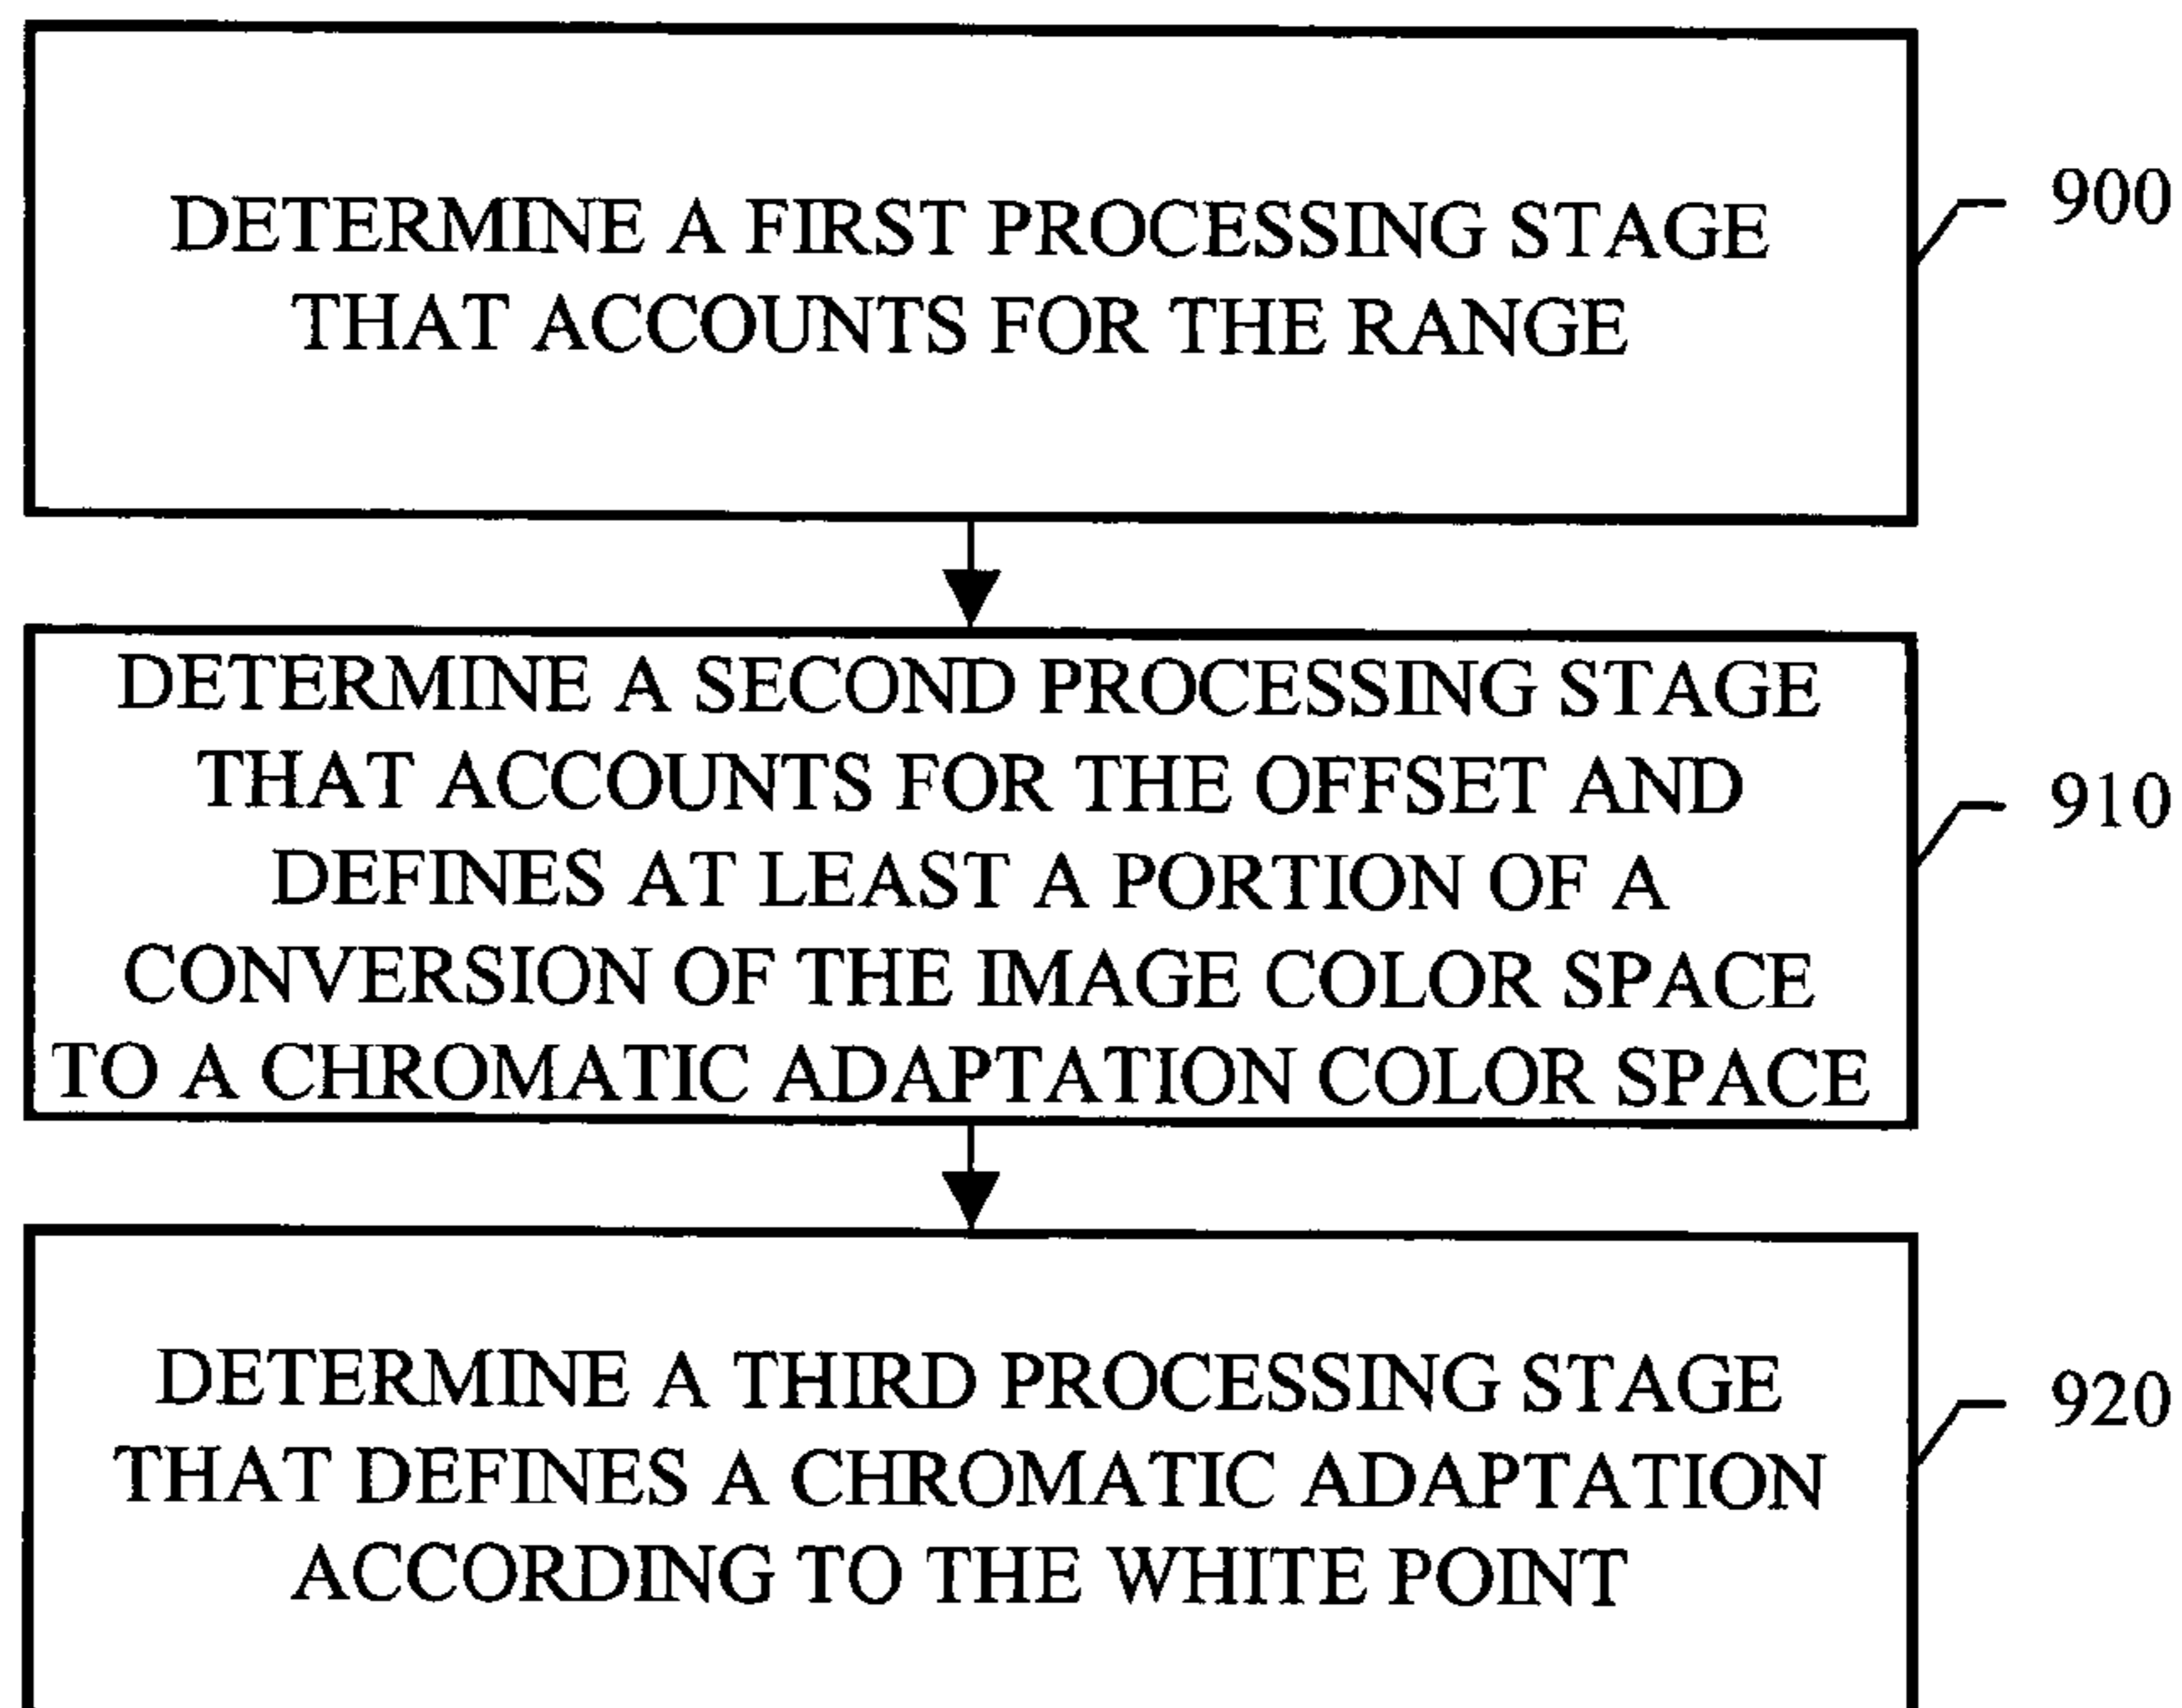 DETERMINE A FIRST PROCESSING STAGE
THAT ACCOUNTS FOR THE RANGE
900
DETERMINE A SECOND PROCESSING STAGE
THAT ACCOUNTS FOR THE OFFSET AND
DEFINES AT LEAST A PORTION OF A
CONVERSION OF THE IMAGE COLOR SPACE
TO A CHROMATIC ADAPTATION COLOR SPACE
910
DETERMINE A THIRD PROCESSING STAGE
THAT DEFINES A CHROMATIC ADAPTATION
ACCORDING TO THE WHITE POINT
920